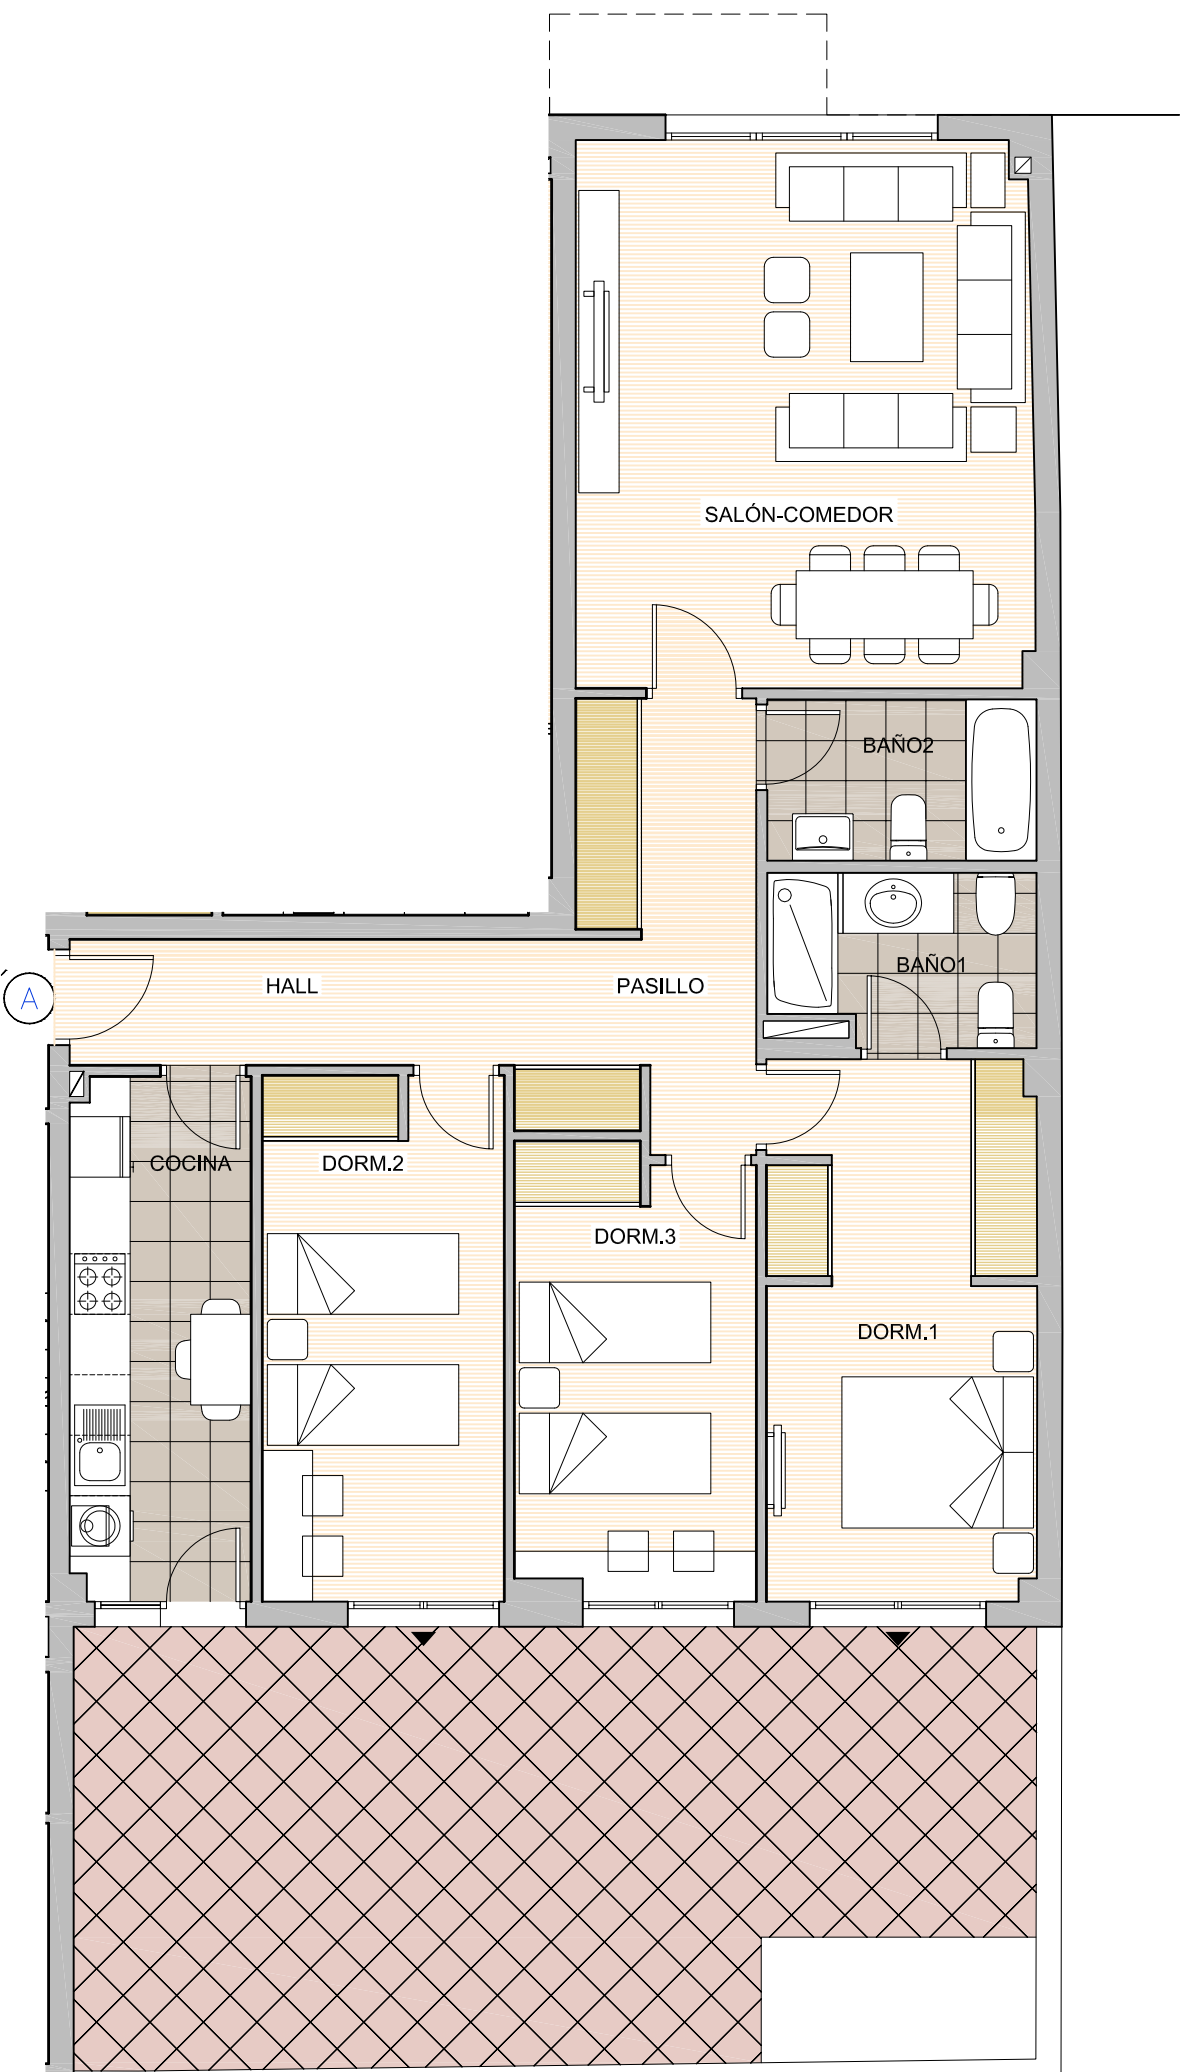 SALÓN-COMEDOR
BAÑO2
BAÑO1
HALL
PASILLO
A
COCINA
DORM.2
DORM.3
DORM.1